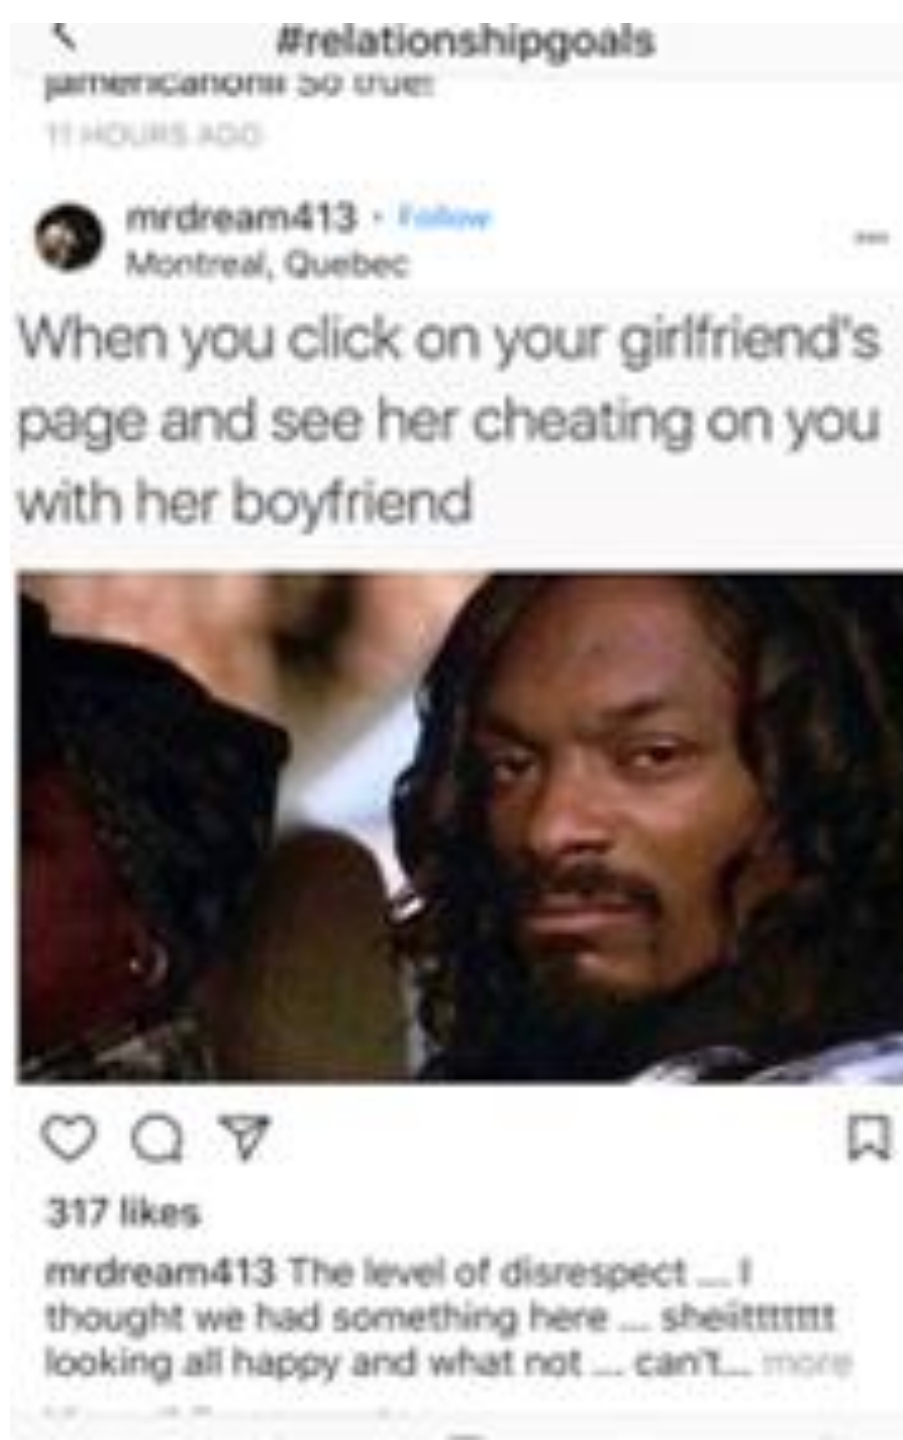 #relationshipgoals
jamericanonii So true!
11 HOURS AGO
mrdream413 • Follow
Montreal, Quebec
When you click on your girlfriend's
page and see her cheating on you
with her boyfriend
317 likes
mrdream413 The level of disrespect ... I
thought we had something here ... sheiittttttt
looking all happy and what not ... can't... more